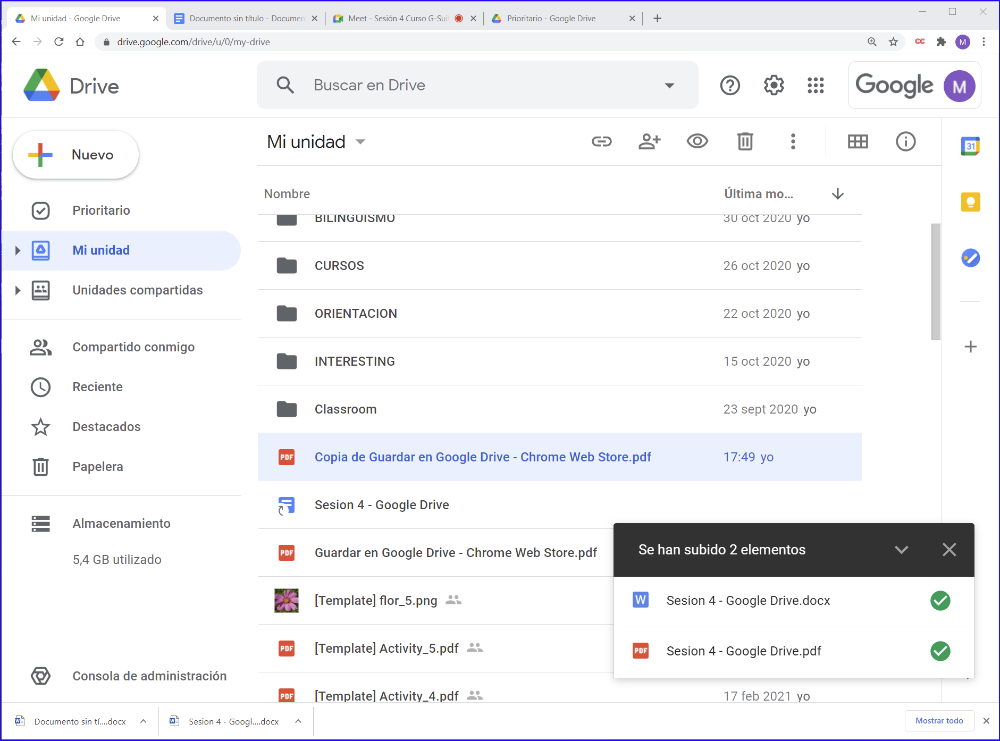 Mi unidad - Google Drive
Documento sin título - Documen
Meet - Sesión 4 Curso G-Suit
Prioritario - Google Drive
drive.google.com/drive/u/0/my-drive
CC
M
Drive
Buscar en Drive
Google
M
Nuevo
Mi unidad
31
Nombre
Última mo...
Prioritario
Mi unidad
Unidades compartidas
Compartido conmigo
Reciente
Destacados
Papelera
Almacenamiento
5,4 GB utilizado
Consola de administración
BILINGUISMO 30 oct 2020 yo
CURSOS 26 oct 2020 yo
ORIENTACION 22 oct 2020 yo
INTERESTING 15 oct 2020 yo
Classroom 23 sept 2020 yo
PDF Copia de Guardar en Google Drive - Chrome Web Store.pdf 17:49 yo
Sesion 4 - Google Drive
PDF Guardar en Google Drive - Chrome Web Store.pdf
[Template] flor_5.png
PDF [Template] Activity_5.pdf
PDF [Template] Activity_4.pdf 17 feb 2021 yo
Se han subido 2 elementos
W Sesion 4 - Google Drive.docx
PDF Sesion 4 - Google Drive.pdf
Documento sin tí....docx
Sesion 4 - Googl....docx
Mostrar todo